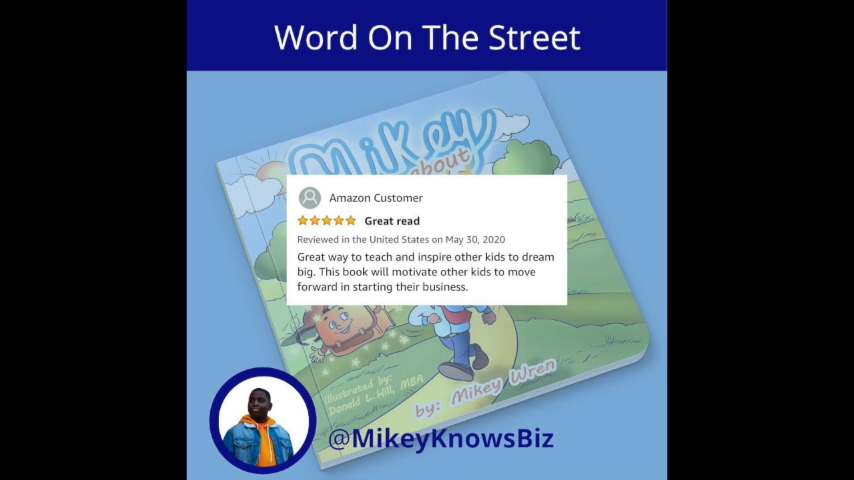 Word On The Street
Mikey
about
Amazon Customer
Great read
Reviewed in the United States on May 30, 2020
Great way to teach and inspire other kids to dream
big. This book will motivate other kids to move
forward in starting their business.
Illustrated by:
Donald L. Hill, MBA
by: Mikey Wren
@MikeyKnowsBiz